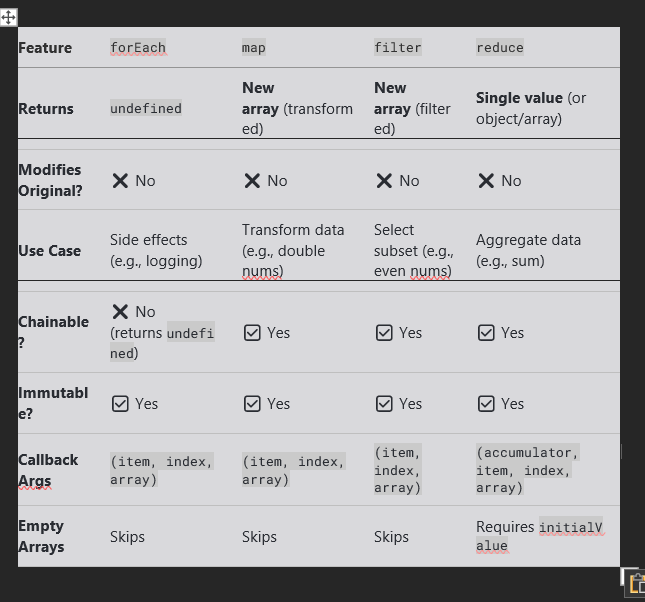 Feature forEach map filter reduce
Returns undefined New array (transformed) New array (filtered) Single value (or object/array)
Modifies Original? ❌ No ❌ No ❌ No ❌ No
Use Case Side effects (e.g., logging) Transform data (e.g., double nums) Select subset (e.g., even nums) Aggregate data (e.g., sum)
Chainable? ❌ No (returns undefined) ☑ Yes ☑ Yes ☑ Yes
Immutable? ☑ Yes ☑ Yes ☑ Yes ☑ Yes
Callback Args (item, index, array) (item, index, array) (item, index, array) (accumulator, item, index, array)
Empty Arrays Skips Skips Skips Requires initialValue